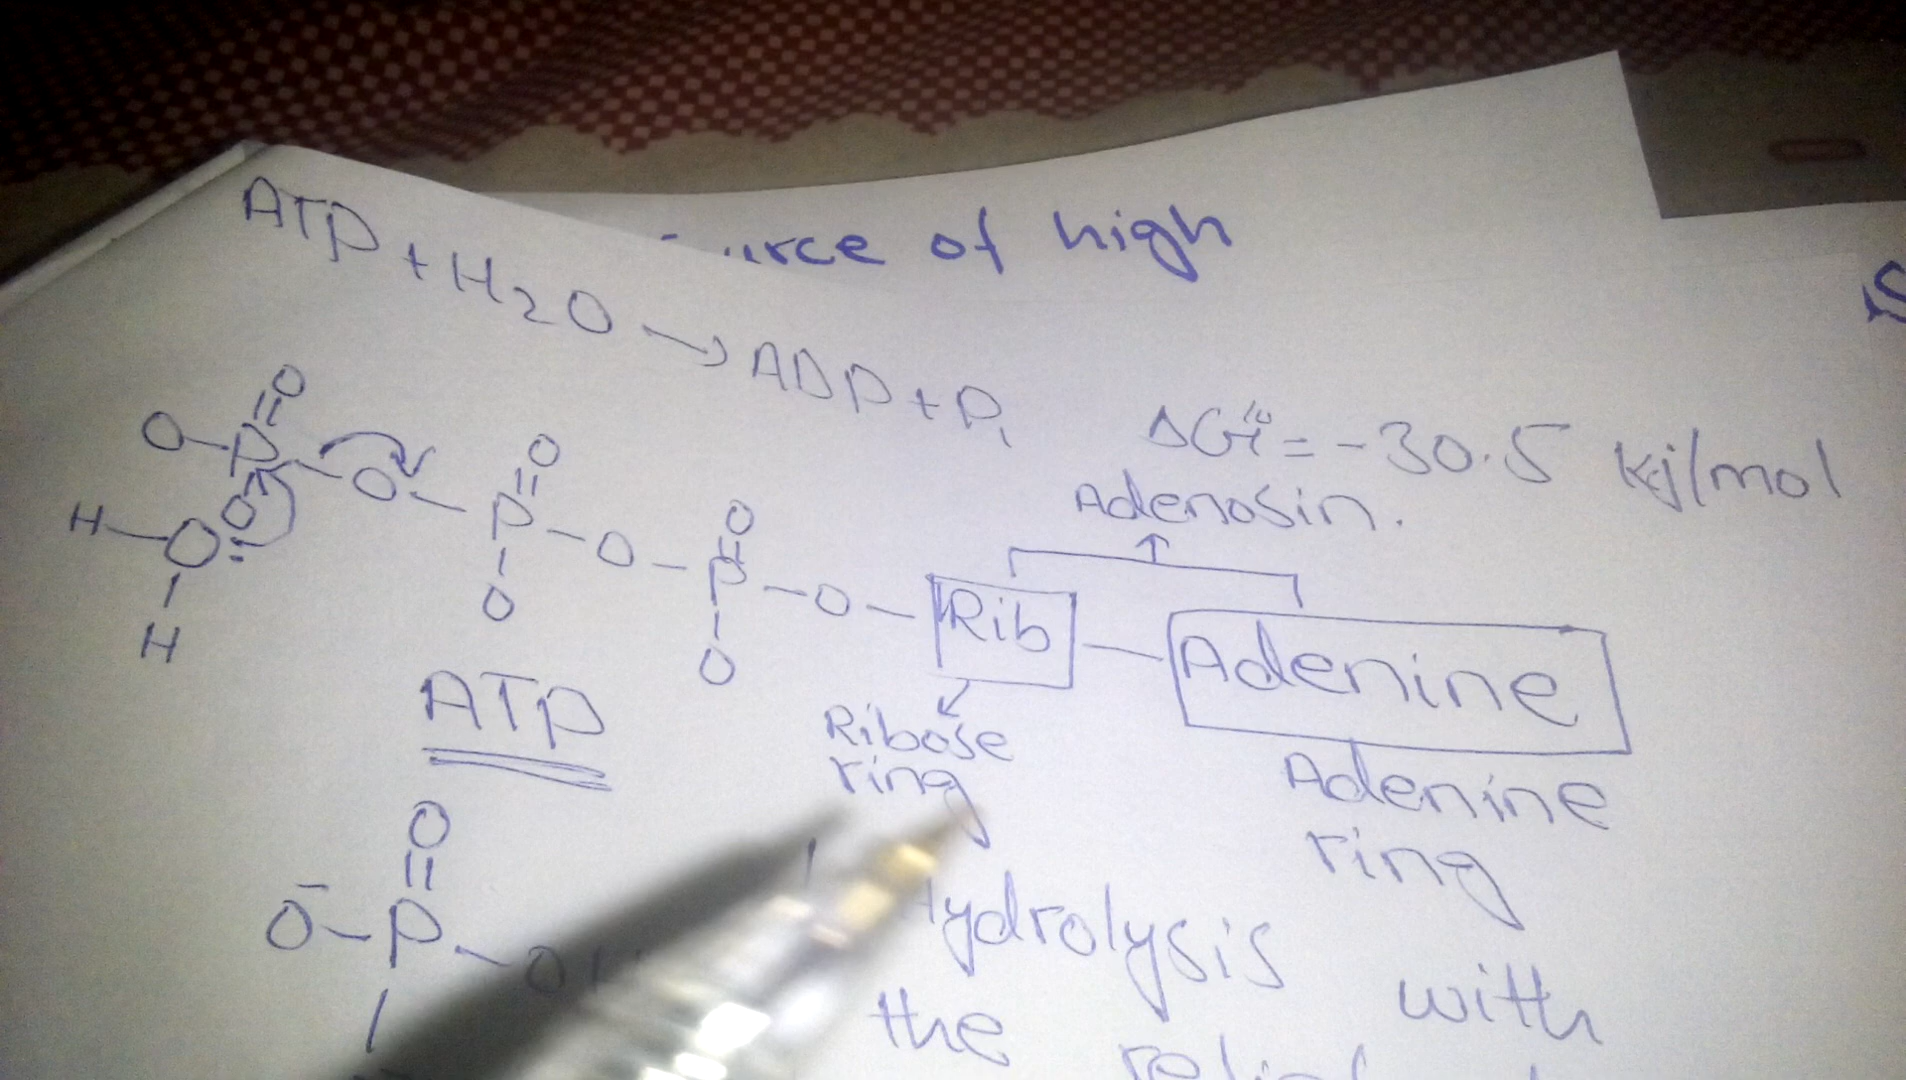 of high
ATP + H2O → ADP + Pi
ΔG'° = -30.5 kj/mol
Adenosin.
O
O-P-O-P-O-P-O-Rib-Adenine
H-O
H
ATP
Ribose
ring
Adenine
ring
O
O⁻-P-
Hydrolysis with
the